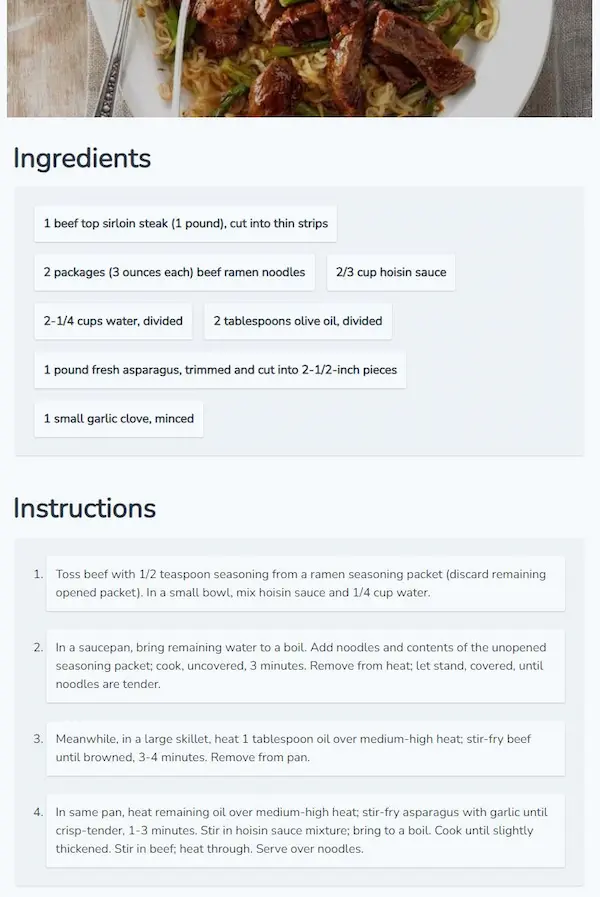 Ingredients
1 beef top sirloin steak (1 pound), cut into thin strips
2 packages (3 ounces each) beef ramen noodles
2/3 cup hoisin sauce
2-1/4 cups water, divided
2 tablespoons olive oil, divided
1 pound fresh asparagus, trimmed and cut into 2-1/2-inch pieces
1 small garlic clove, minced
Instructions
1. Toss beef with 1/2 teaspoon seasoning from a ramen seasoning packet (discard remaining
opened packet). In a small bowl, mix hoisin sauce and 1/4 cup water.
2. In a saucepan, bring remaining water to a boil. Add noodles and contents of the unopened
seasoning packet; cook, uncovered, 3 minutes. Remove from heat; let stand, covered, until
noodles are tender.
3. Meanwhile, in a large skillet, heat 1 tablespoon oil over medium-high heat; stir-fry beef
until browned, 3-4 minutes. Remove from pan.
4. In same pan, heat remaining oil over medium-high heat; stir-fry asparagus with garlic until
crisp-tender, 1-3 minutes. Stir in hoisin sauce mixture; bring to a boil. Cook until slightly
thickened. Stir in beef; heat through. Serve over noodles.